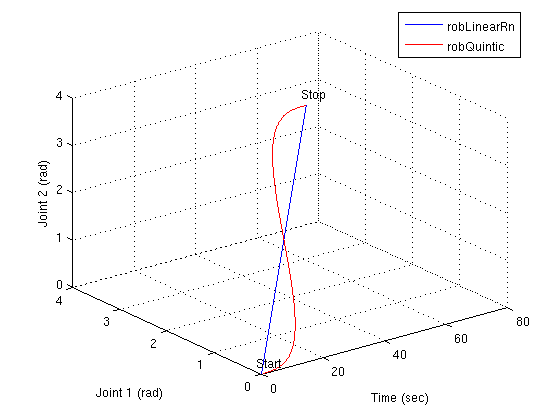 robLinearRn
robQuintic
Stop
4
3
2
1
0
Joint 2 (rad)
4
3
2
1
0
Joint 1 (rad)
Start
0
20
40
60
80
Time (sec)